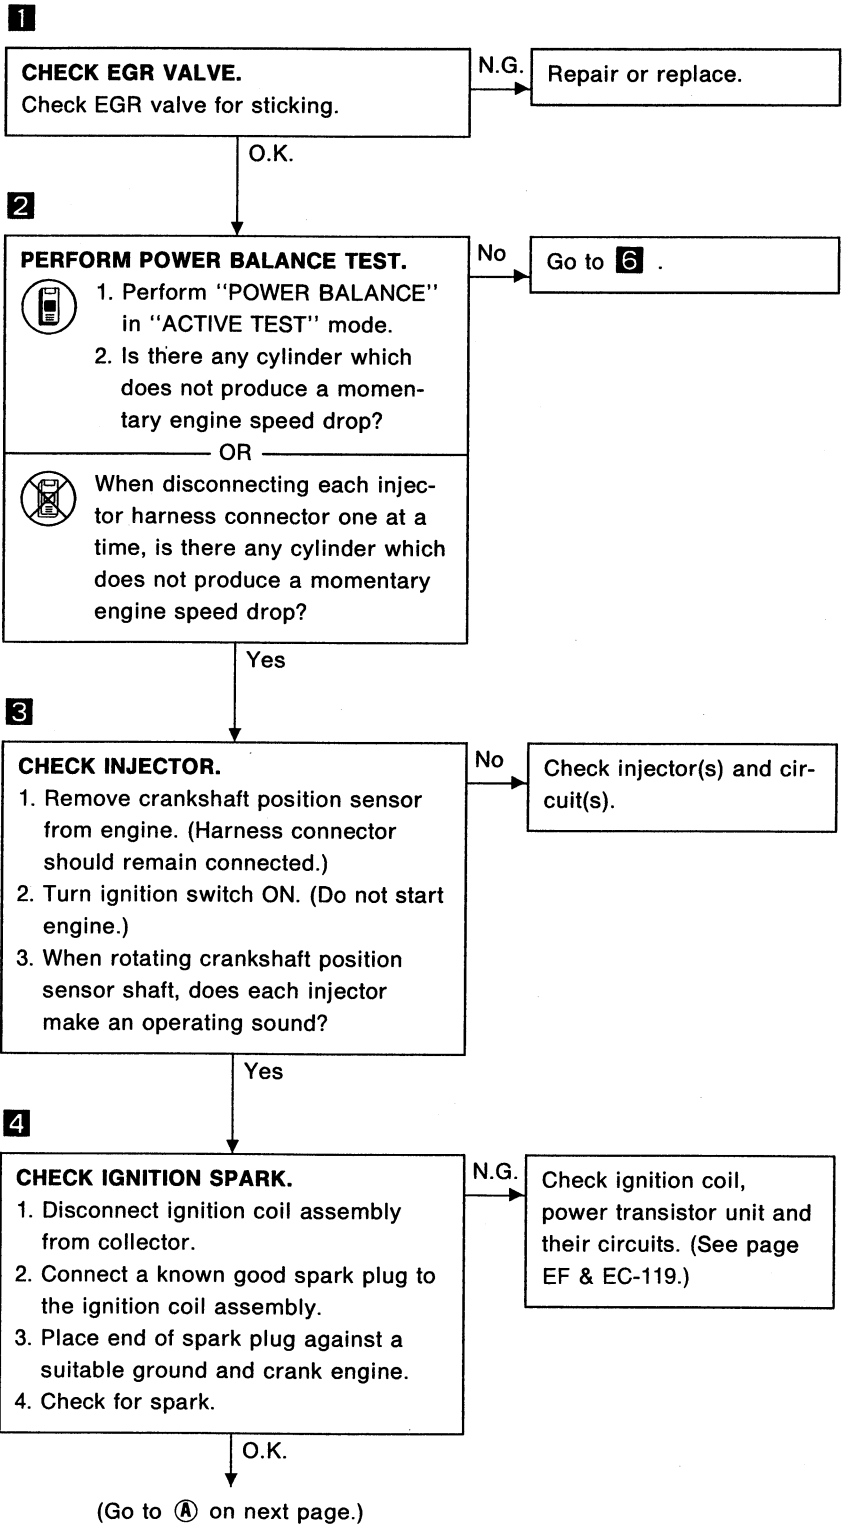 1
CHECK EGR VALVE.
Check EGR valve for sticking.
N.G.
Repair or replace.
O.K.
2
PERFORM POWER BALANCE TEST.
1. Perform "POWER BALANCE"
in "ACTIVE TEST" mode.
2. Is there any cylinder which
does not produce a momen-
tary engine speed drop?
OR
When disconnecting each injec-
tor harness connector one at a
time, is there any cylinder which
does not produce a momentary
engine speed drop?
No
Go to 6 .
Yes
3
CHECK INJECTOR.
1. Remove crankshaft position sensor
from engine. (Harness connector
should remain connected.)
2. Turn ignition switch ON. (Do not start
engine.)
3. When rotating crankshaft position
sensor shaft, does each injector
make an operating sound?
No
Check injector(s) and cir-
cuit(s).
Yes
4
CHECK IGNITION SPARK.
1. Disconnect ignition coil assembly
from collector.
2. Connect a known good spark plug to
the ignition coil assembly.
3. Place end of spark plug against a
suitable ground and crank engine.
4. Check for spark.
N.G.
Check ignition coil,
power transistor unit and
their circuits. (See page
EF & EC-119.)
O.K.
(Go to Ⓐ on next page.)